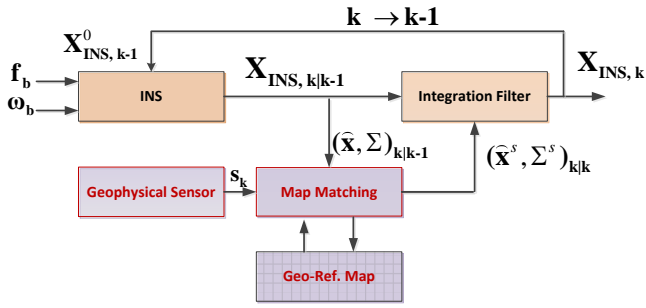 k → k-1
X⁰INS, k-1
XINS, k|k-1
XINS, k
fb
ωb
INS
Integration Filter
(x̂, Σ)k|k-1
(x̂ˢ, Σˢ)k|k
Geophysical Sensor
sk
Map Matching
Geo-Ref. Map